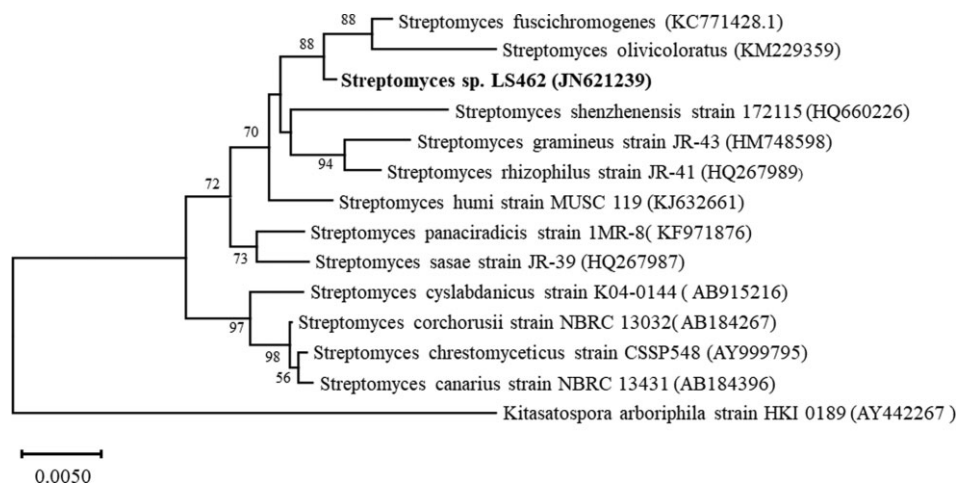 88
Streptomyces fuscichromogenes (KC771428.1)
88
Streptomyces olivicoloratus (KM229359)
Streptomyces sp. LS462 (JN621239)
Streptomyces shenzhenensis strain 172115 (HQ660226)
70
Streptomyces gramineus strain JR-43 (HM748598)
94
Streptomyces rhizophilus strain JR-41 (HQ267989)
72
Streptomyces humi strain MUSC 119 (KJ632661)
Streptomyces panaciradicis strain 1MR-8( KF971876)
73
Streptomyces sasae strain JR-39 (HQ267987)
Streptomyces cyslabdanicus strain K04-0144 ( AB915216)
97
Streptomyces corchorusii strain NBRC 13032( AB184267)
98
Streptomyces chrestomyceticus strain CSSP548 (AY999795)
56
Streptomyces canarius strain NBRC 13431 (AB184396)
Kitasatospora arboriphila strain HKI 0189 (AY442267 )
0.0050